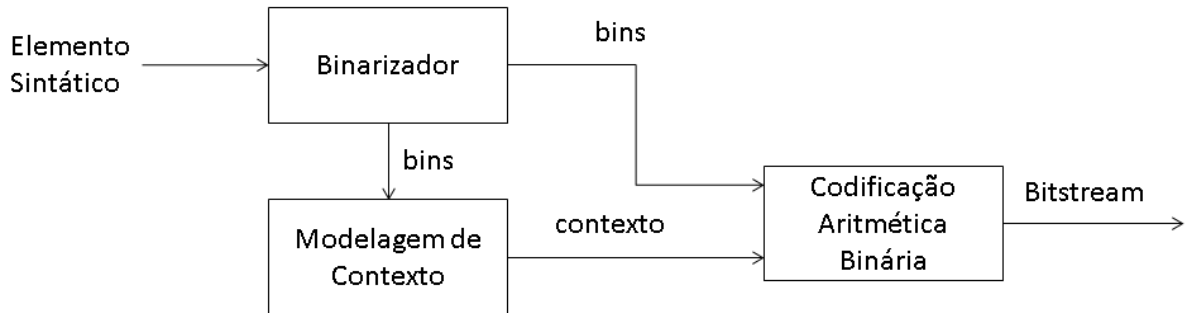 Elemento
Sintático
Binarizador
bins
bins
Modelagem de
Contexto
contexto
Codificação
Aritmética
Binária
Bitstream